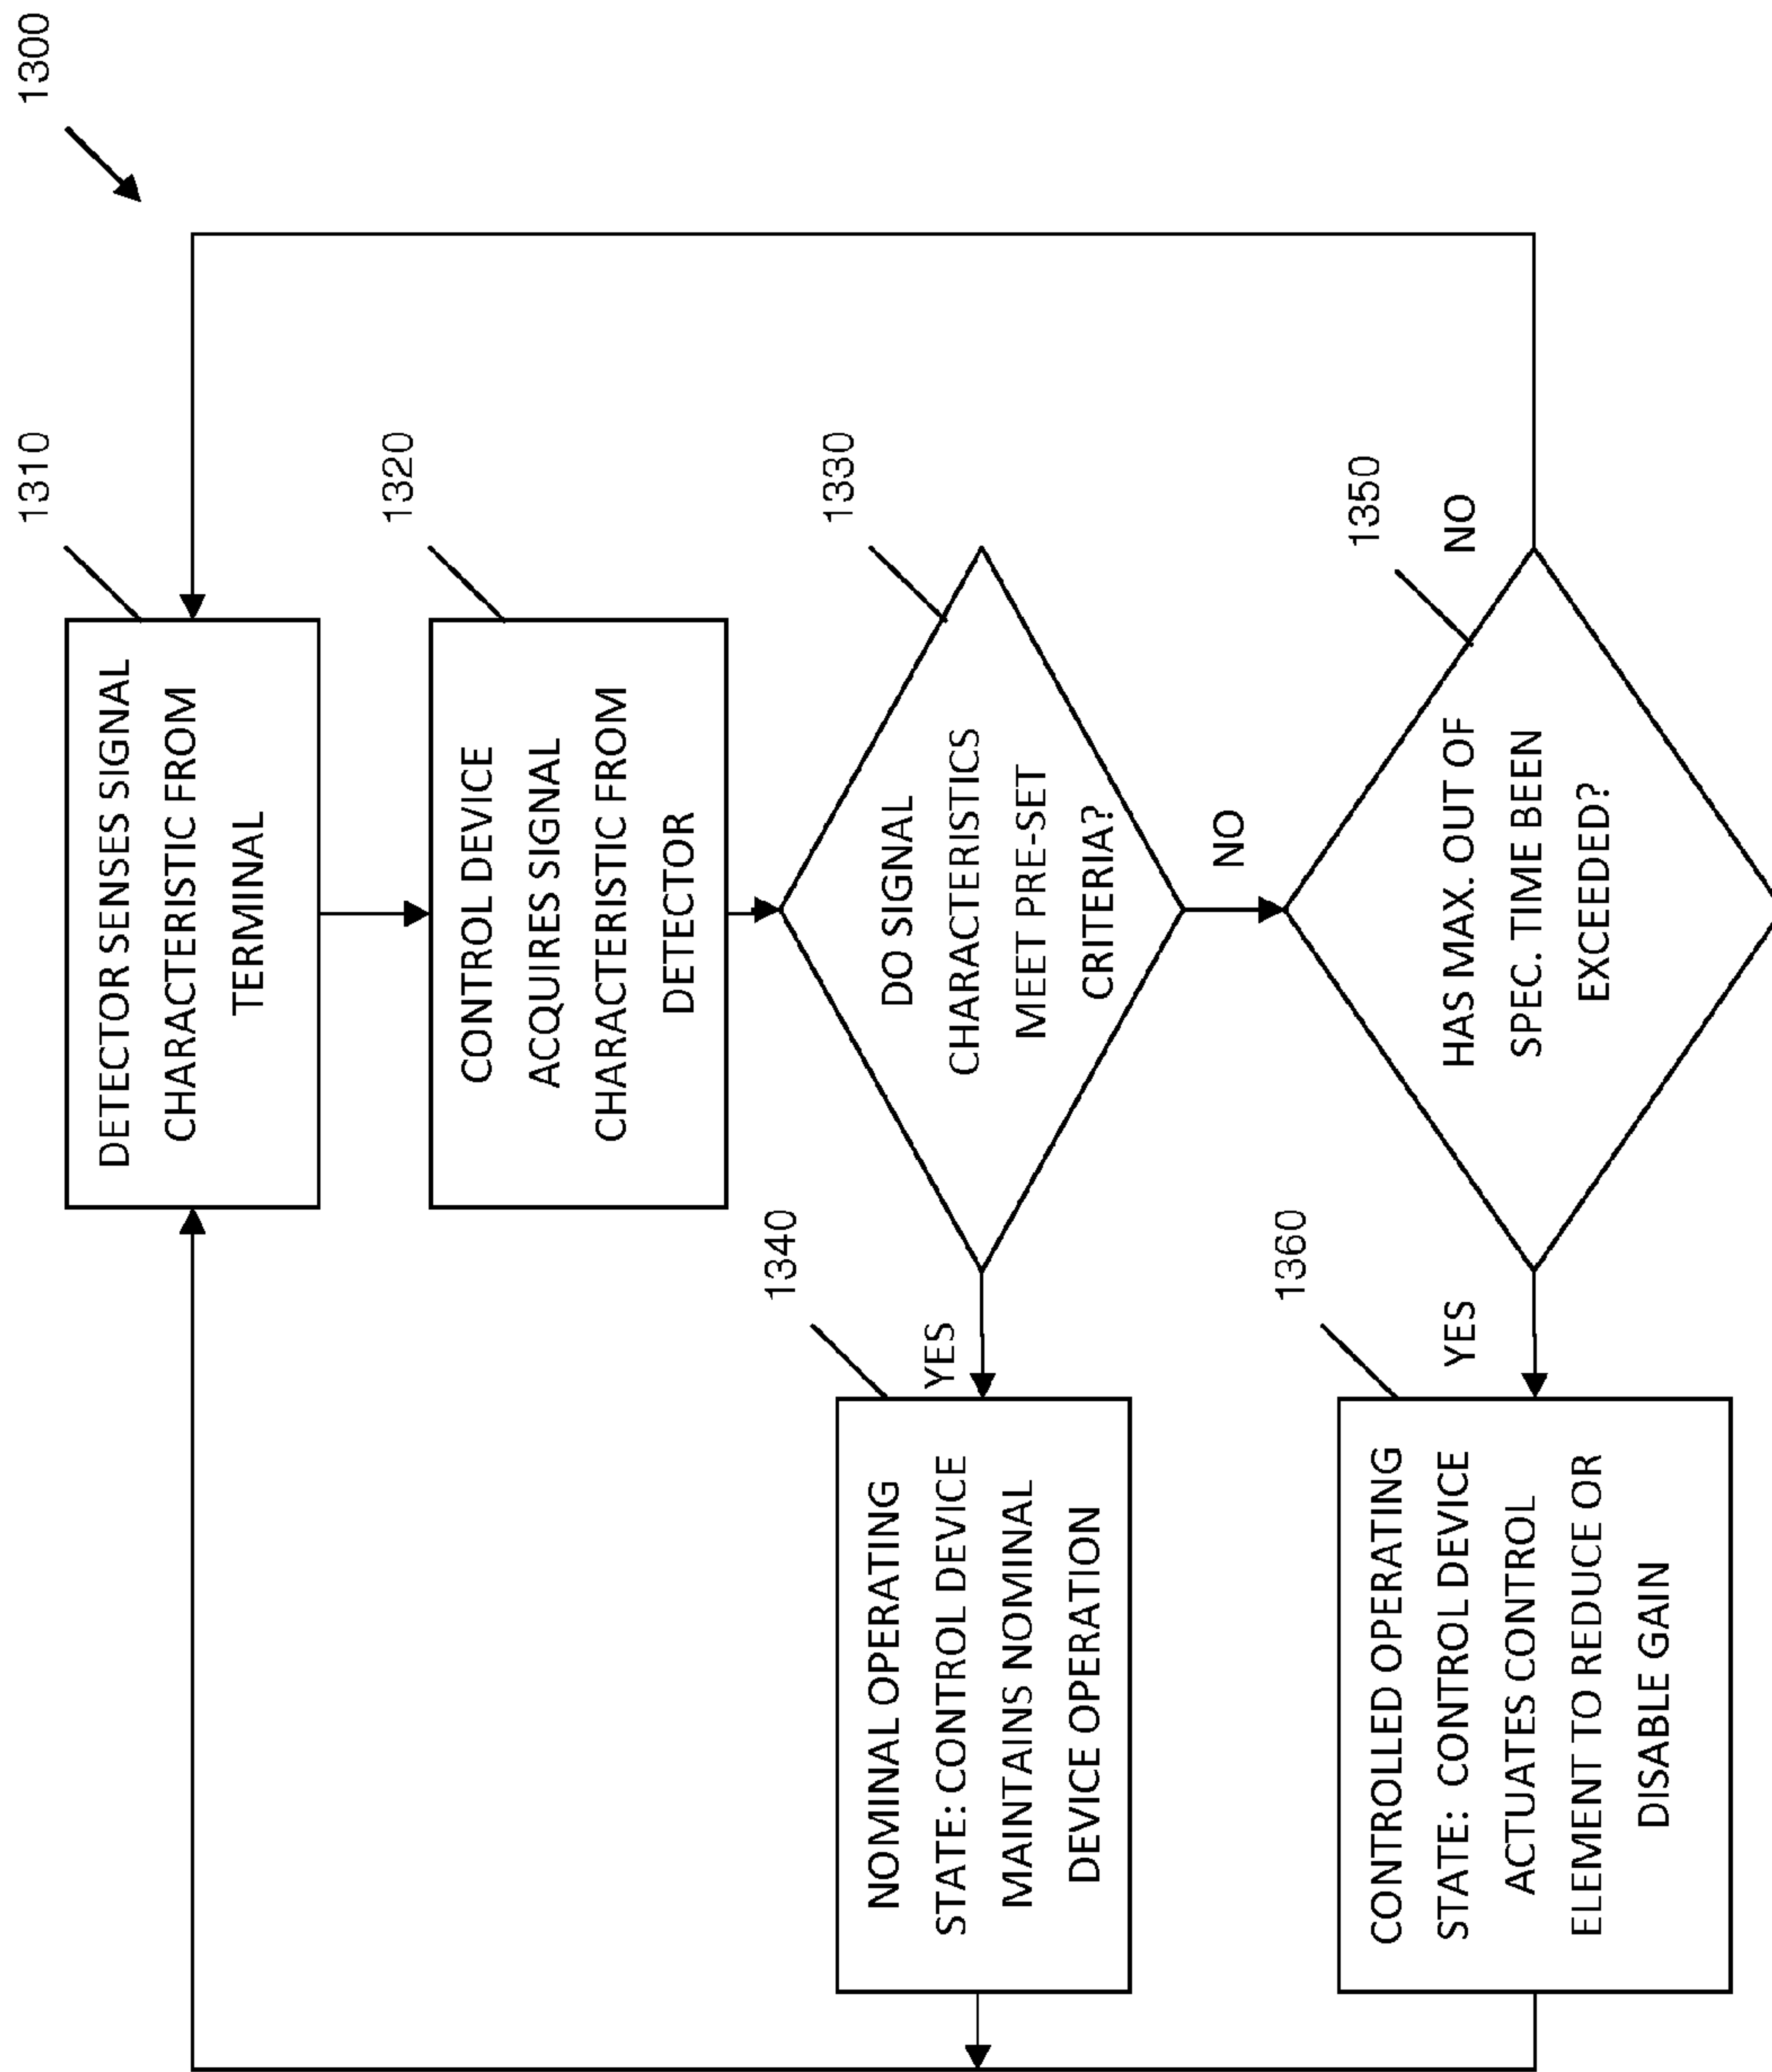 1300
1310
DETECTOR SENSES SIGNAL
CHARACTERISTIC FROM
TERMINAL
1320
CONTROL DEVICE
ACQUIRES SIGNAL
CHARACTERISTIC FROM
DETECTOR
1330
DO SIGNAL
CHARACTERISTICS
MEET PRE-SET
CRITERIA?
YES
NO
1340
NOMINAL OPERATING
STATE: CONTROL DEVICE
MAINTAINS NOMINAL
DEVICE OPERATION
1350
HAS MAX. OUT OF
SPEC. TIME BEEN
EXCEEDED?
NO
YES
1360
CONTROLLED OPERATING
STATE: CONTROL DEVICE
ACTUATES CONTROL
ELEMENT TO REDUCE OR
DISABLE GAIN